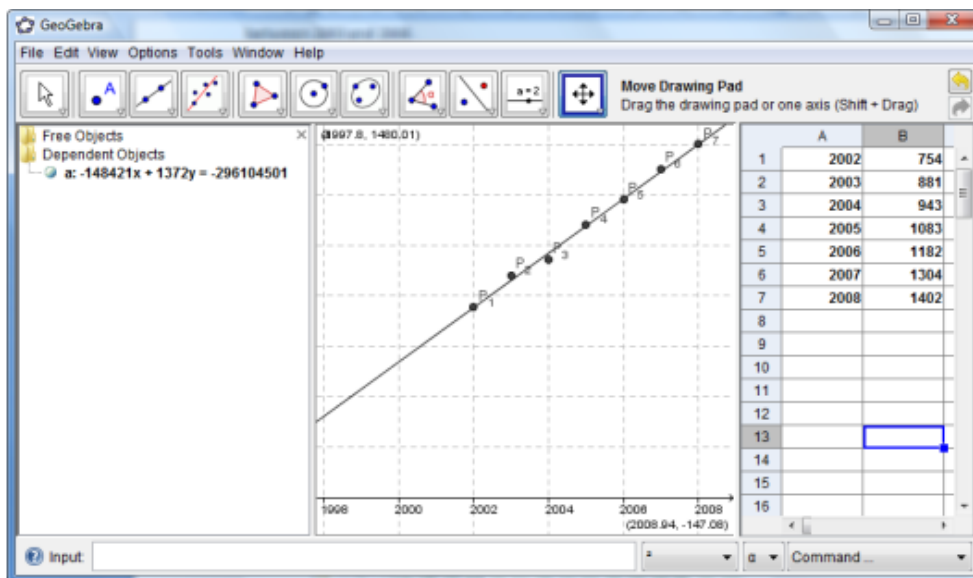 GeoGebra
File Edit View Options Tools Window Help
A
α
a=2
Move Drawing Pad
Drag the drawing pad or one axis (Shift + Drag)
Free Objects
Dependent Objects
a: -148421x + 1372y = -296104501
1997.8, 1480.01)
P7
P6
P5
P4
P3
P2
P1
1998 2000 2002 2004 2006 2008
(2008.94, -147.08)
A B
1 2002 754
2 2003 881
3 2004 943
4 2005 1083
5 2006 1182
6 2007 1304
7 2008 1402
8
9
10
11
12
13
14
15
16
Input:
²
α
Command ...